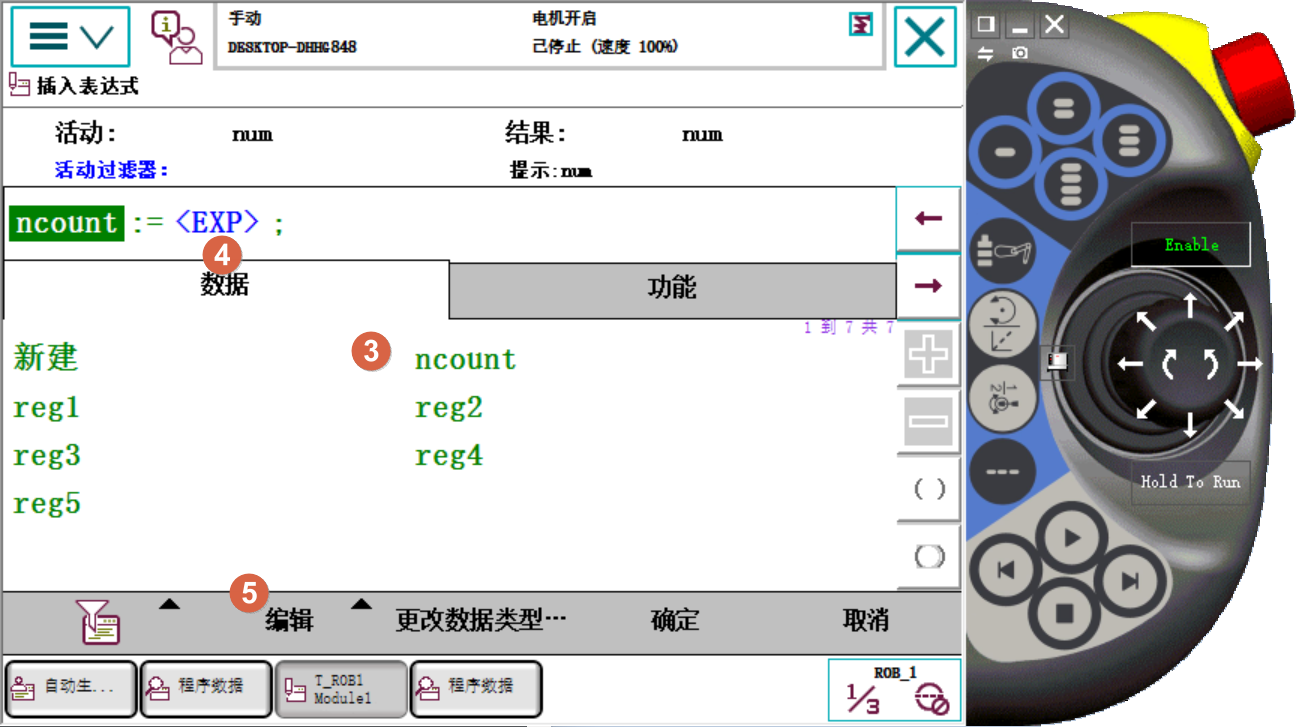 手动
电机开启
DESKTOP-DHHG848
已停止 (速度 100%)
插入表达式
活动:
num
结果:
num
活动过滤器:
提示:num
ncount := <EXP> ;
4
数据
功能
1 到 7 共 7
新建
3
ncount
reg1
reg2
reg3
reg4
reg5
( )
5
编辑
更改数据类型…
确定
取消
自动生...
程序数据
T_ROB1
Module1
程序数据
ROB_1
1/3
Enable
Hold To Run